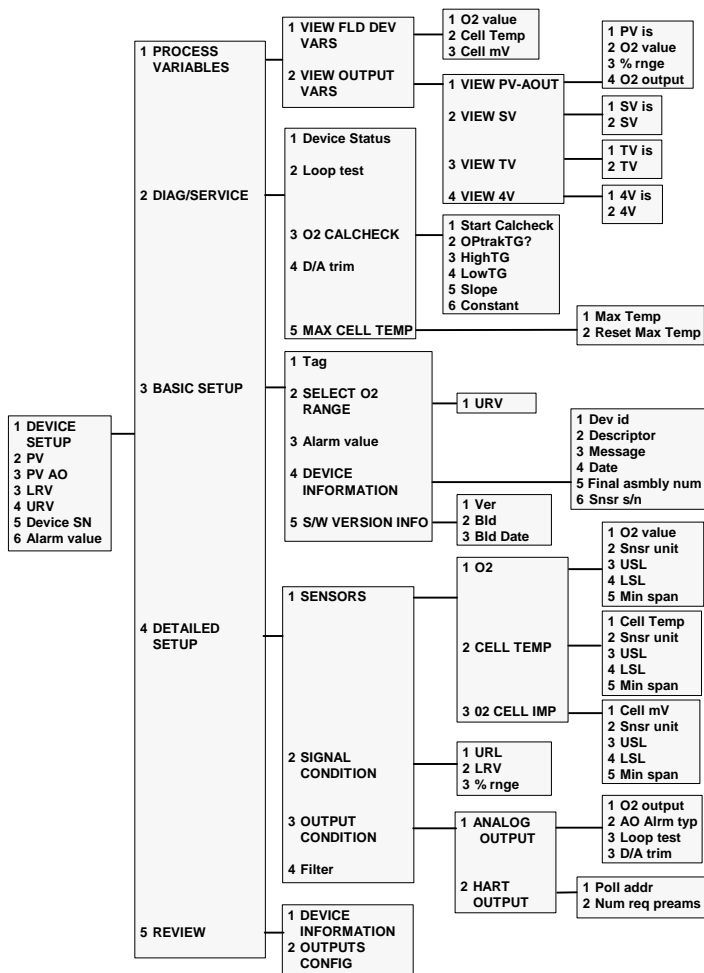 1 DEVICE
SETUP
2 PV
3 PV AO
3 LRV
4 URV
5 Device SN
6 Alarm value
1 PROCESS
VARIABLES
2 DIAG/SERVICE
3 BASIC SETUP
4 DETAILED
SETUP
5 REVIEW
1 VIEW FLD DEV
VARS
2 VIEW OUTPUT
VARS
1 O2 value
2 Cell Temp
3 Cell mV
1 VIEW PV-AOUT
2 VIEW SV
3 VIEW TV
4 VIEW 4V
1 PV is
2 O2 value
3 % rnge
4 O2 output
1 SV is
2 SV
1 TV is
2 TV
1 4V is
2 4V
1 Device Status
2 Loop test
3 O2 CALCHECK
4 D/A trim
5 MAX CELL TEMP
1 Start Calcheck
2 OPtrakTG?
3 HighTG
4 LowTG
5 Slope
6 Constant
1 Max Temp
2 Reset Max Temp
1 Tag
2 SELECT O2
RANGE
3 Alarm value
4 DEVICE
INFORMATION
5 S/W VERSION INFO
1 URV
1 Dev id
2 Descriptor
3 Message
4 Date
5 Final asmbly num
6 Snsr s/n
1 Ver
2 Bld
3 Bld Date
1 SENSORS
2 SIGNAL
CONDITION
3 OUTPUT
CONDITION
4 Filter
1 O2
2 CELL TEMP
3 02 CELL IMP
1 O2 value
2 Snsr unit
3 USL
4 LSL
5 Min span
1 Cell Temp
2 Snsr unit
3 USL
4 LSL
5 Min span
1 Cell mV
2 Snsr unit
3 USL
4 LSL
5 Min span
1 URL
2 LRV
3 % rnge
1 ANALOG
OUTPUT
2 HART
OUTPUT
1 O2 output
2 AO Alrm typ
3 Loop test
3 D/A trim
1 Poll addr
2 Num req preams
1 DEVICE
INFORMATION
2 OUTPUTS
CONFIG